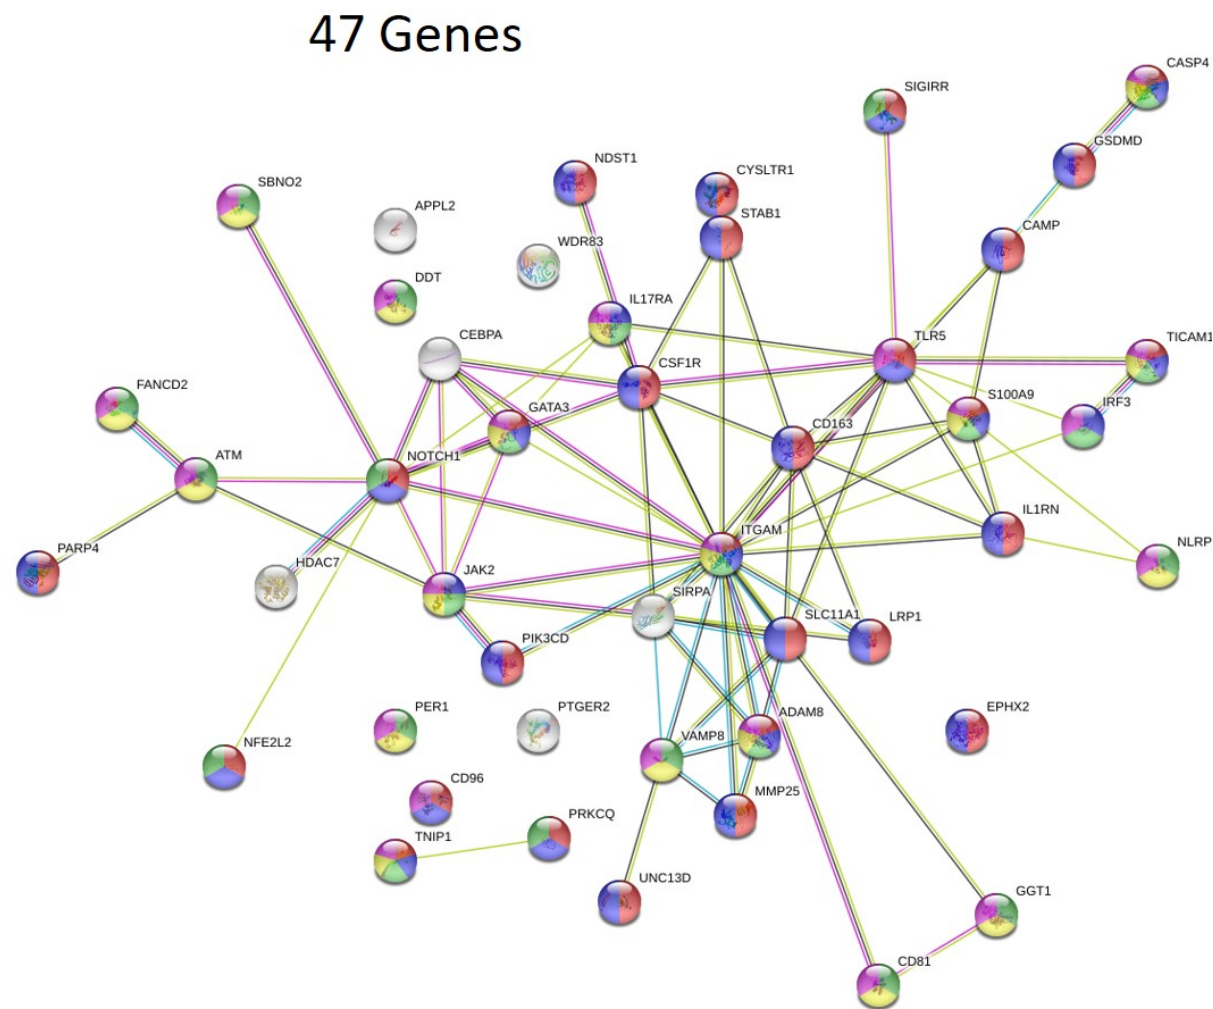 47 Genes
CASP4
SIGIRR
GSDMD
NDST1
CYSLTR1
SBNO2
APPL2
STAB1
CAMP
WDR83
DDT
IL17RA
CEBPA
TLR5
TICAM1
CSF1R
FANCD2
S100A9
IRF3
GATA3
CD163
ATM
NOTCH1
IL1RN
ITGAM
PARP4
HDAC7
NLRP
JAK2
SIRPA
SLC11A1
LRP1
PIK3CD
PER1
PTGER2
EPHX2
ADAM8
VAMP8
NFE2L2
CD96
MMP25
PRKCQ
TNIP1
UNC13D
GGT1
CD81